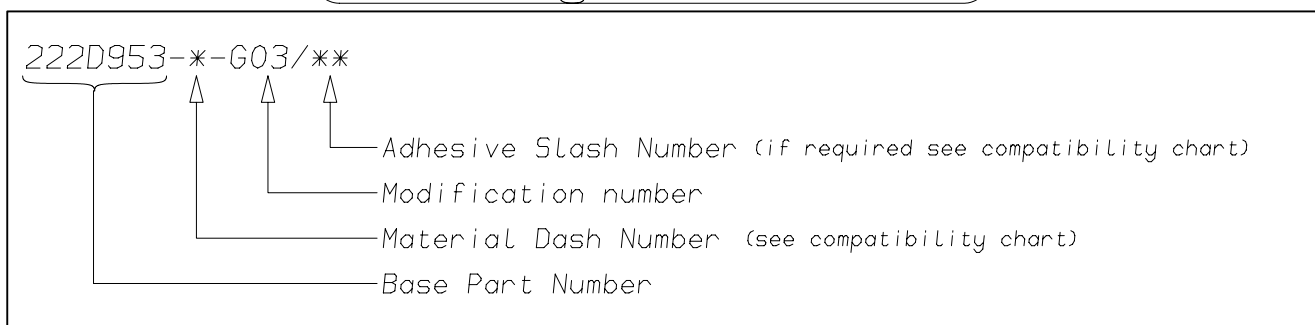 222D953-*-G03/**
Adhesive Slash Number (if required see compatibility chart)
Modification number
Material Dash Number (see compatibility chart)
Base Part Number